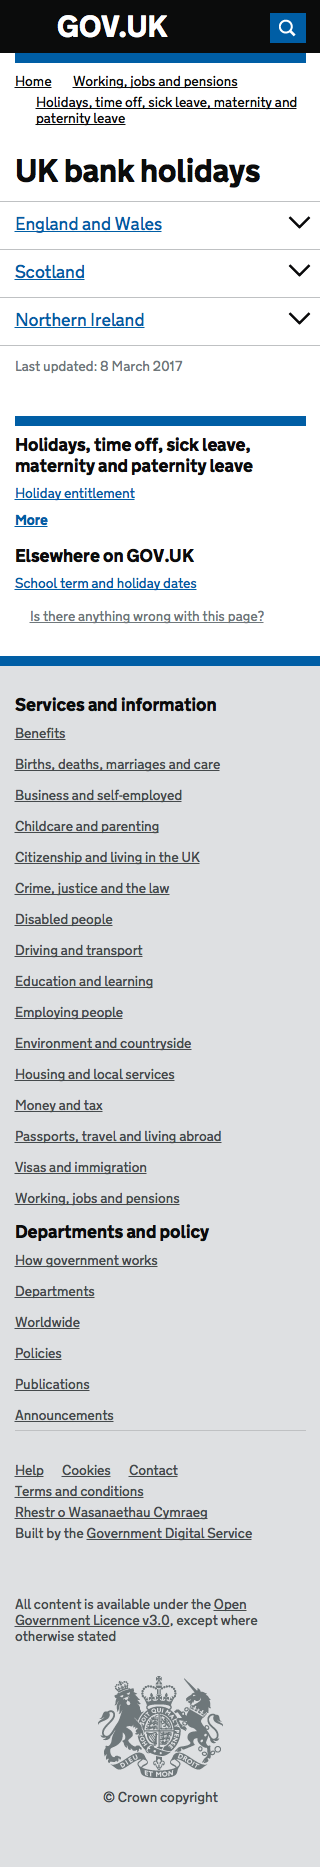 GOV.UK
Home Working, jobs and pensions
Holidays, time off, sick leave, maternity and
paternity leave
UK bank holidays
England and Wales
Scotland
Northern Ireland
Last updated: 8 March 2017
Holidays, time off, sick leave,
maternity and paternity leave
Holiday entitlement
More
Elsewhere on GOV.UK
School term and holiday dates
Is there anything wrong with this page?
Services and information
Benefits
Births, deaths, marriages and care
Business and self-employed
Childcare and parenting
Citizenship and living in the UK
Crime, justice and the law
Disabled people
Driving and transport
Education and learning
Employing people
Environment and countryside
Housing and local services
Money and tax
Passports, travel and living abroad
Visas and immigration
Working, jobs and pensions
Departments and policy
How government works
Departments
Worldwide
Policies
Publications
Announcements
Help Cookies Contact
Terms and conditions
Rhestr o Wasanaethau Cymraeg
Built by the Government Digital Service
All content is available under the Open
Government Licence v3.0, except where
otherwise stated
DIEU ET MON DROIT
© Crown copyright